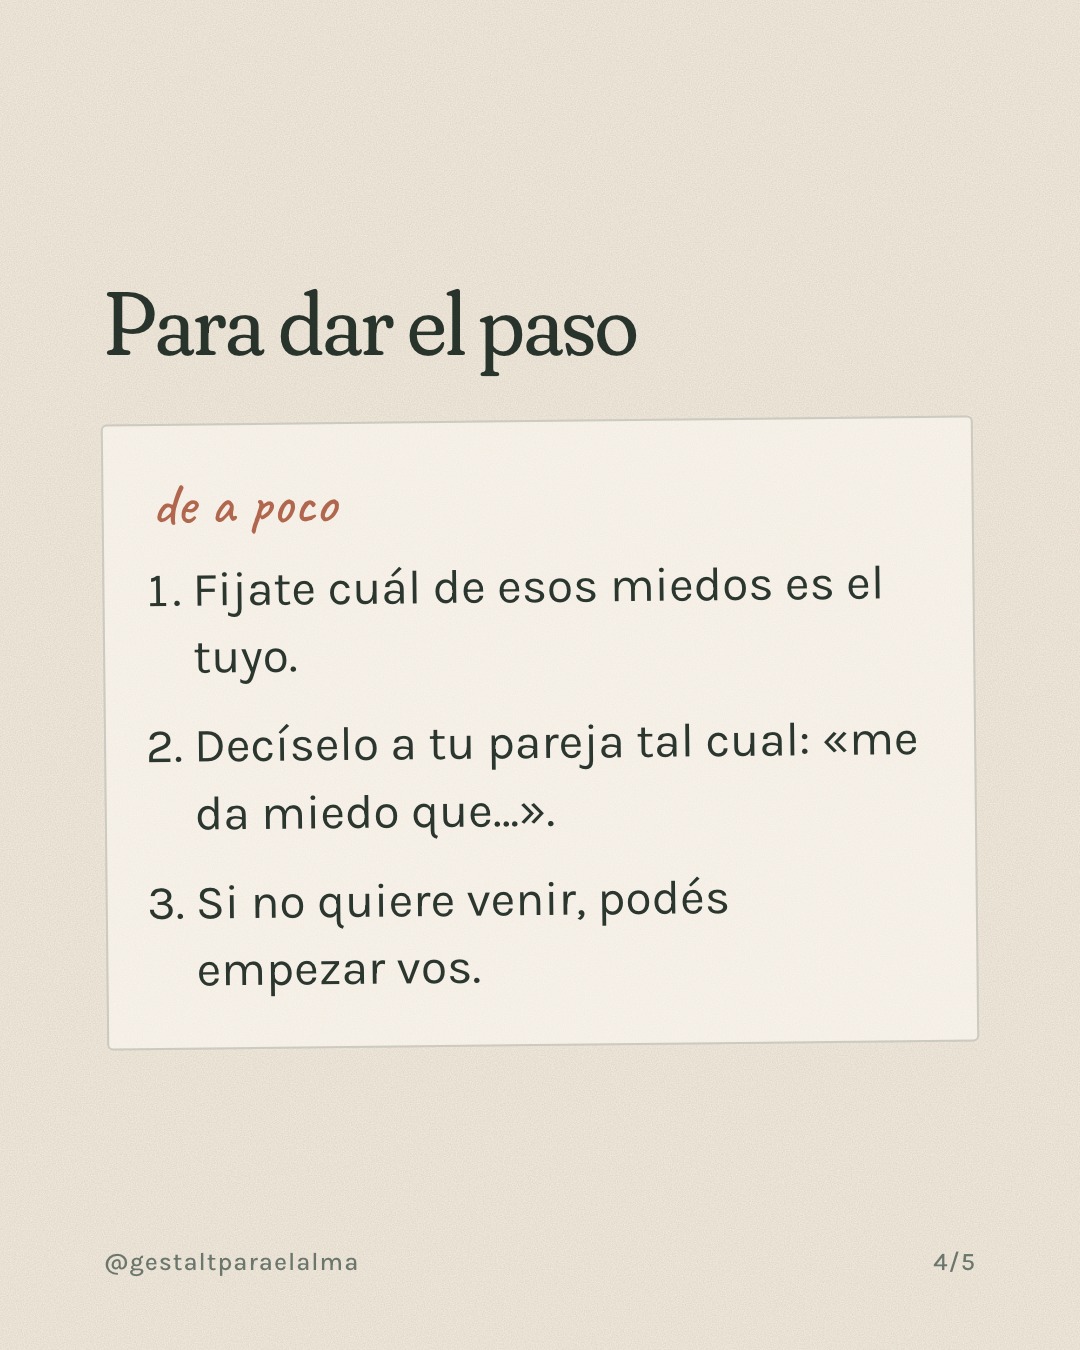 Para dar el paso
de a poco
1. Fijate cuál de esos miedos es el
tuyo.
2. Decíselo a tu pareja tal cual: «me
da miedo que…».
3. Si no quiere venir, podés
empezar vos.
@gestaltparaelalma
4/5